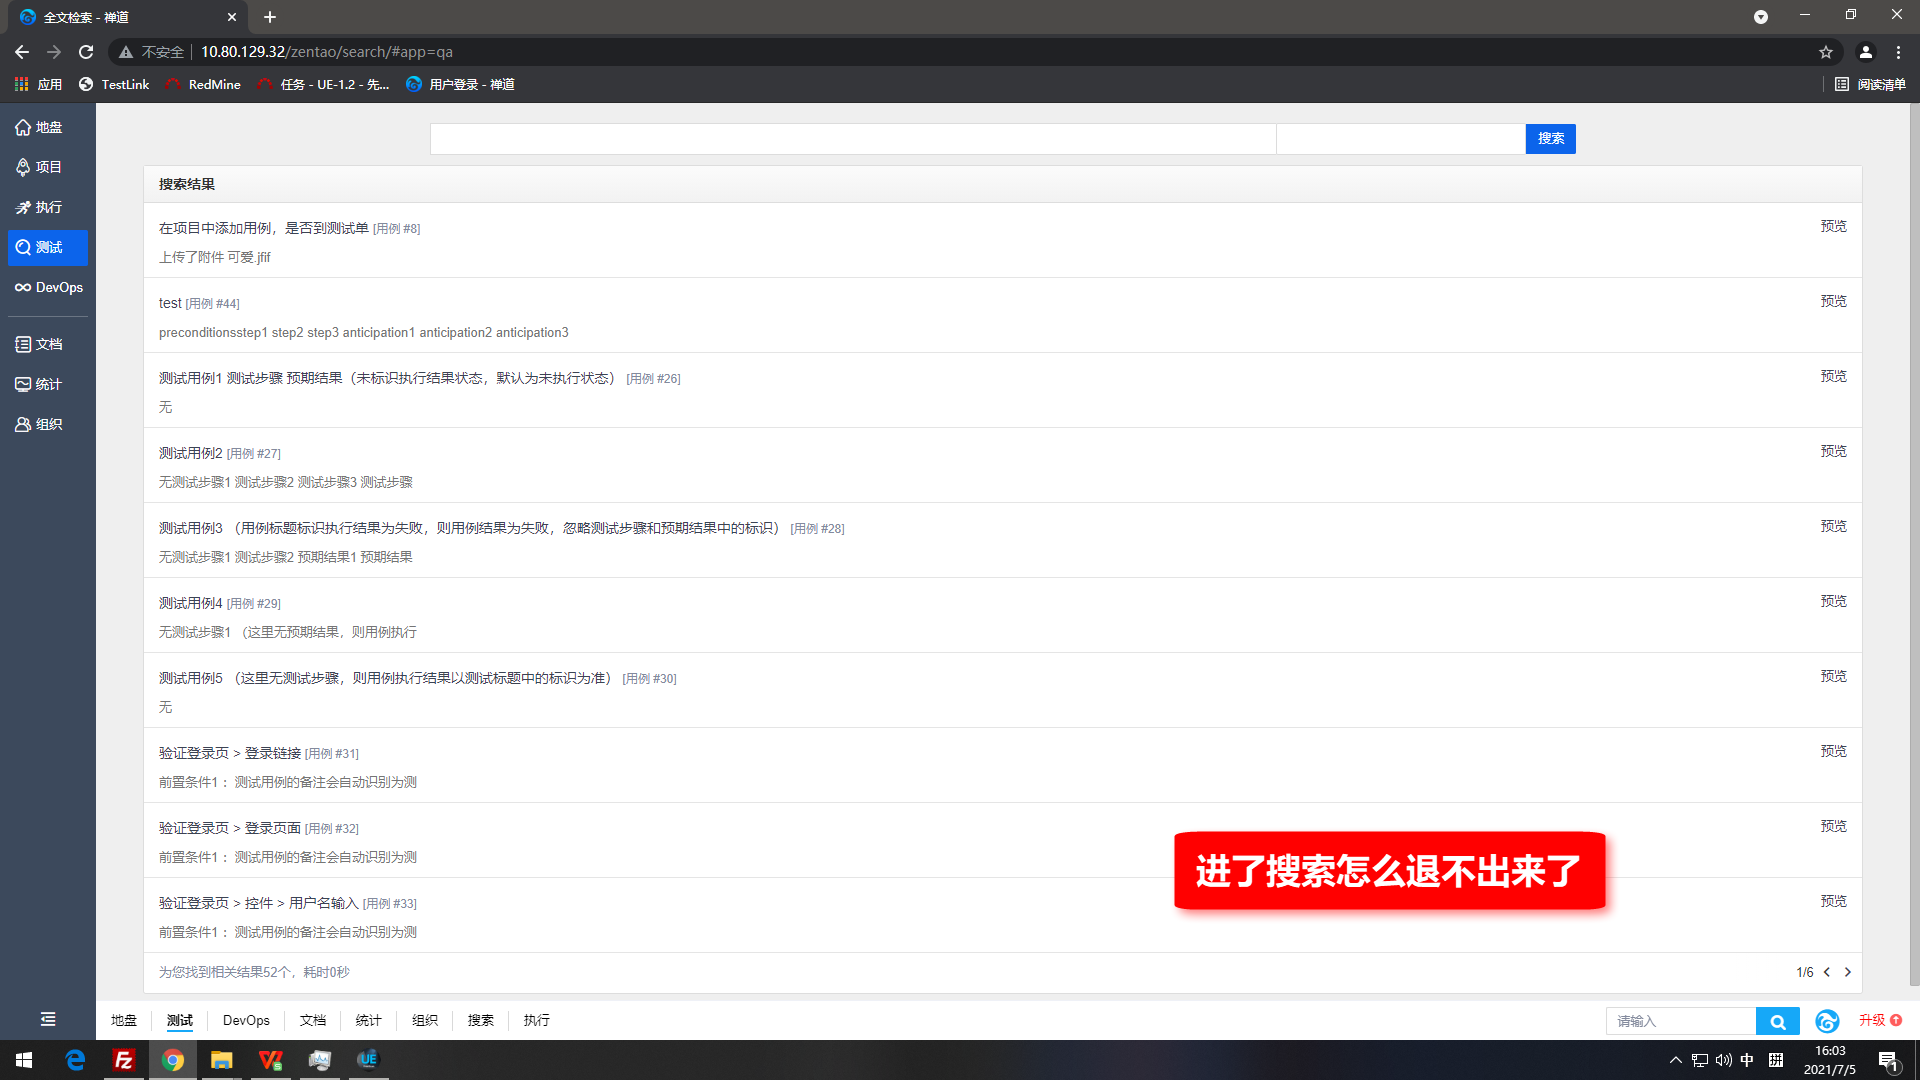 全文检索 - 禅道
不安全 10.80.129.32/zentao/search/#app=qa
应用 TestLink RedMine 任务 - UE-1.2 - 先... 用户登录 - 禅道 阅读清单
地盘
项目
执行
测试
DevOps
文档
统计
组织
搜索
搜索结果
在项目中添加用例，是否到测试单 [用例 #8] 预览
上传了附件 可爱.jfif
test [用例 #44] 预览
preconditionsstep1 step2 step3 anticipation1 anticipation2 anticipation3
测试用例1 测试步骤 预期结果（未标识执行结果状态，默认为未执行状态） [用例 #26] 预览
无
测试用例2 [用例 #27] 预览
无测试步骤1 测试步骤2 测试步骤3 测试步骤
测试用例3 （用例标题标识执行结果为失败，则用例结果为失败，忽略测试步骤和预期结果中的标识） [用例 #28] 预览
无测试步骤1 测试步骤2 预期结果1 预期结果
测试用例4 [用例 #29] 预览
无测试步骤1 （这里无预期结果，则用例执行
测试用例5 （这里无测试步骤，则用例执行结果以测试标题中的标识为准） [用例 #30] 预览
无
验证登录页 > 登录链接 [用例 #31] 预览
前置条件1 ：测试用例的备注会自动识别为测
验证登录页 > 登录页面 [用例 #32] 预览
前置条件1 ：测试用例的备注会自动识别为测
进了搜索怎么退不出来了
验证登录页 > 控件 > 用户名输入 [用例 #33] 预览
前置条件1 ：测试用例的备注会自动识别为测
为您找到相关结果52个，耗时0秒 1/6
地盘 测试 DevOps 文档 统计 组织 搜索 执行 请输入 升级
中 拼 16:03
2021/7/5 1